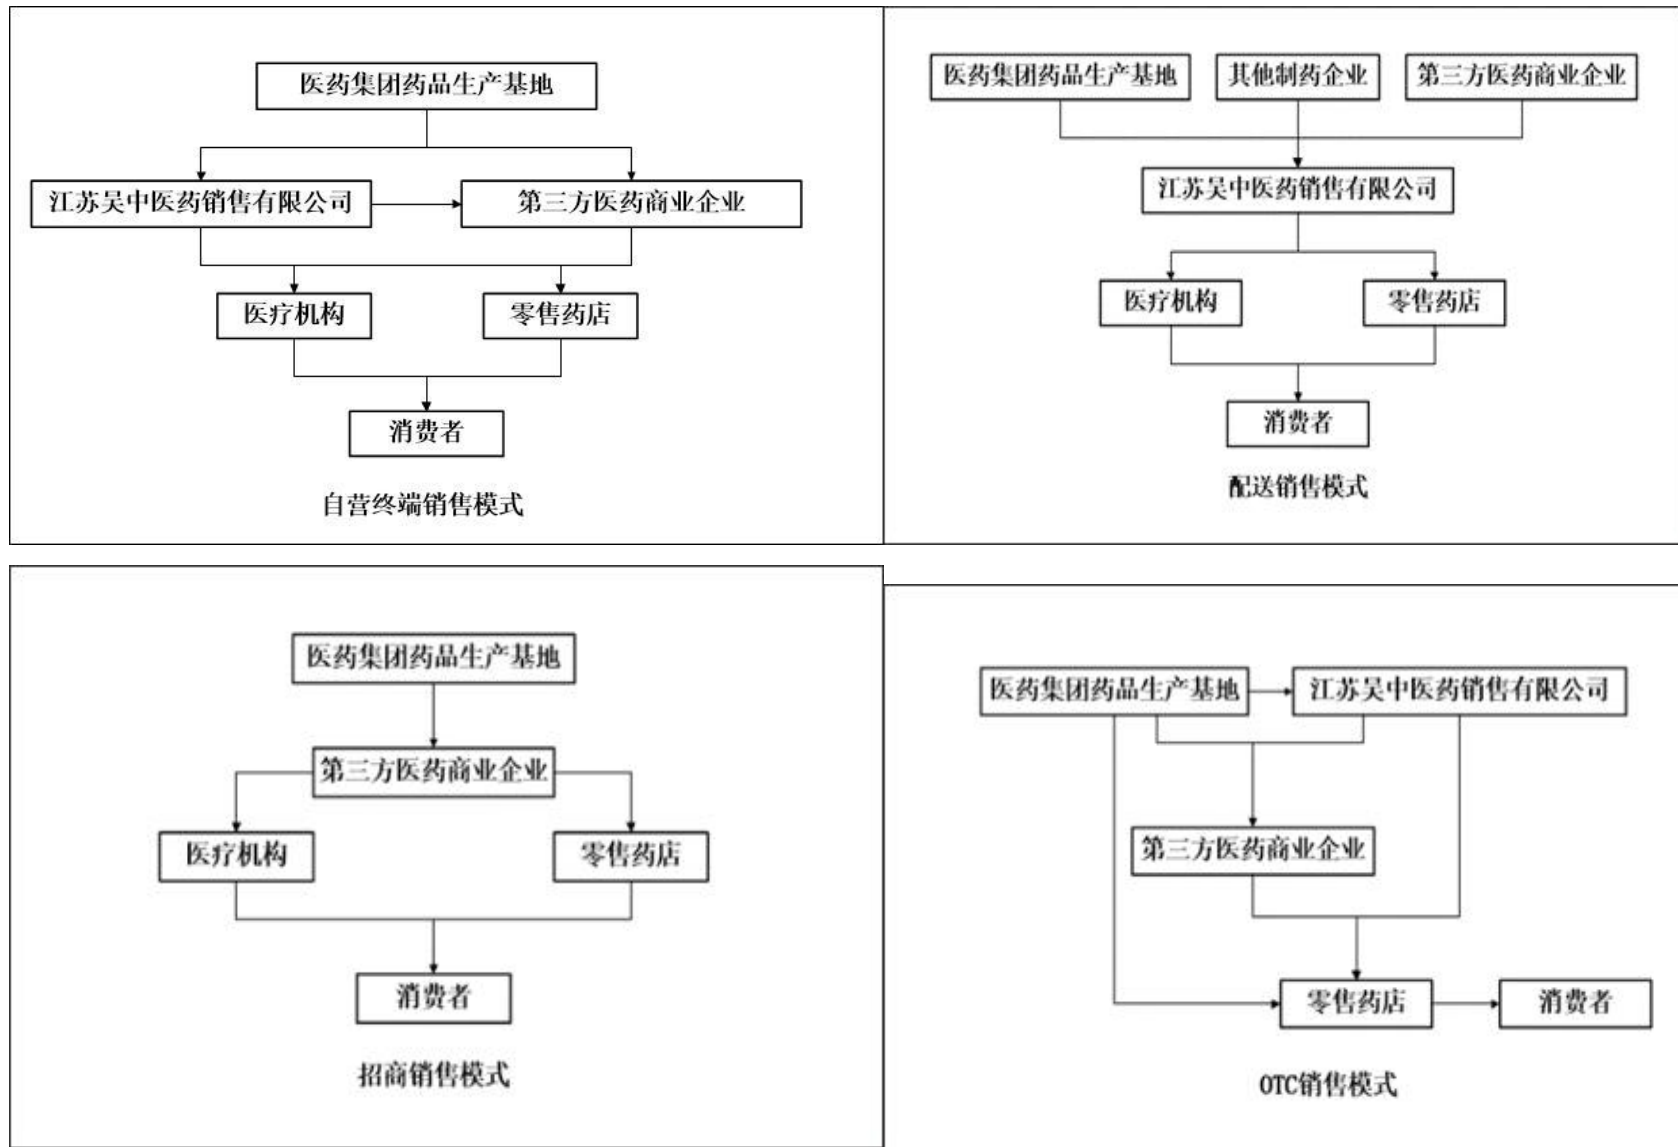 医药集团药品生产基地
江苏吴中医药销售有限公司
第三方医药商业企业
医疗机构
零售药店
消费者
自营终端销售模式
医药集团药品生产基地
其他制药企业
第三方医药商业企业
江苏吴中医药销售有限公司
医疗机构
零售药店
消费者
配送销售模式
医药集团药品生产基地
第三方医药商业企业
医疗机构
零售药店
消费者
招商销售模式
医药集团药品生产基地
江苏吴中医药销售有限公司
第三方医药商业企业
零售药店
消费者
OTC销售模式